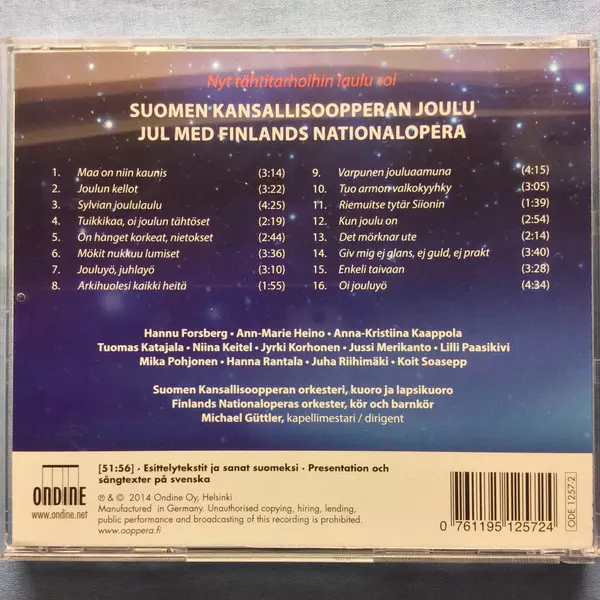 Nyt tähtitarhoihin laulu soi
SUOMEN KANSALLISOOPPERAN JOULU
JUL MED FINLANDS NATIONALOPERA
1. Maa on niin kaunis (3:14)
2. Joulun kellot (3:22)
3. Sylvian joululaulu (4:25)
4. Tuikkikaa, oi joulun tähtöset (2:19)
5. On hanget korkeat, nietokset (2:44)
6. Mökit nukkuu lumiset (3:36)
7. Jouluyö, juhlayö (3:10)
8. Arkihuolesi kaikki heitä (1:55)
9. Varpunen jouluaamuna (4:15)
10. Tuo armon valkokyyhky (3:05)
11. Riemuitse tytär Siionin (1:39)
12. Kun joulu on (2:54)
13. Det mörknar ute (2:14)
14. Giv mig ej glans, ej guld, ej prakt (3:40)
15. Enkeli taivaan (3:28)
16. Oi jouluyö (4:34)
Hannu Forsberg • Ann-Marie Heino • Anna-Kristiina Kaappola
Tuomas Katajala • Niina Keitel • Jyrki Korhonen • Jussi Merikanto • Lilli Paasikivi
Mika Pohjonen • Hanna Rantala • Juha Riihimäki • Koit Soasepp
Suomen Kansallisoopperan orkesteri, kuoro ja lapsikuoro
Finlands Nationaloperas orkester, kör och barnkör
Michael Güttler, kapellimestari / dirigent
ONDINE
www.ondine.net
[51:56] · Esittelytekstit ja sanat suomeksi · Presentation och
sångtexter på svenska
℗ & © 2014 Ondine Oy, Helsinki
Manufactured in Germany. Unauthorised copying, hiring, lending,
public performance and broadcasting of this recording is prohibited.
www.ooppera.fi
0 761195 125724
ODE 1257-2